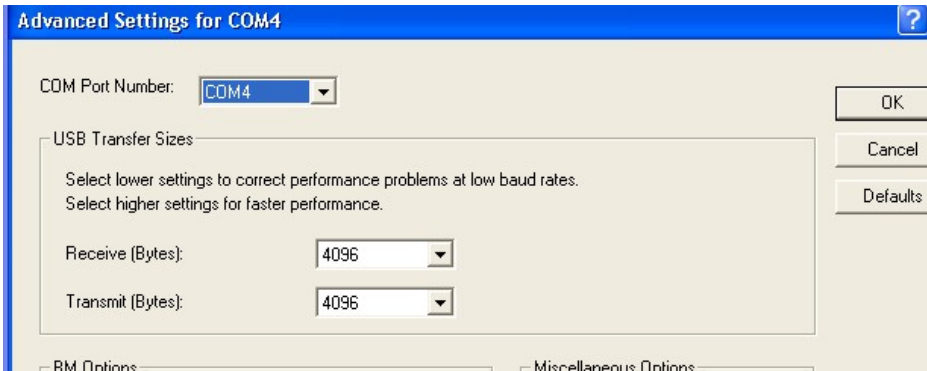 Advanced Settings for COM4
?
COM Port Number: COM4
OK
USB Transfer Sizes
Cancel
Select lower settings to correct performance problems at low baud rates.
Defaults
Select higher settings for faster performance.
Receive (Bytes): 4096
Transmit (Bytes): 4096
BM Options
Miscellaneous Options